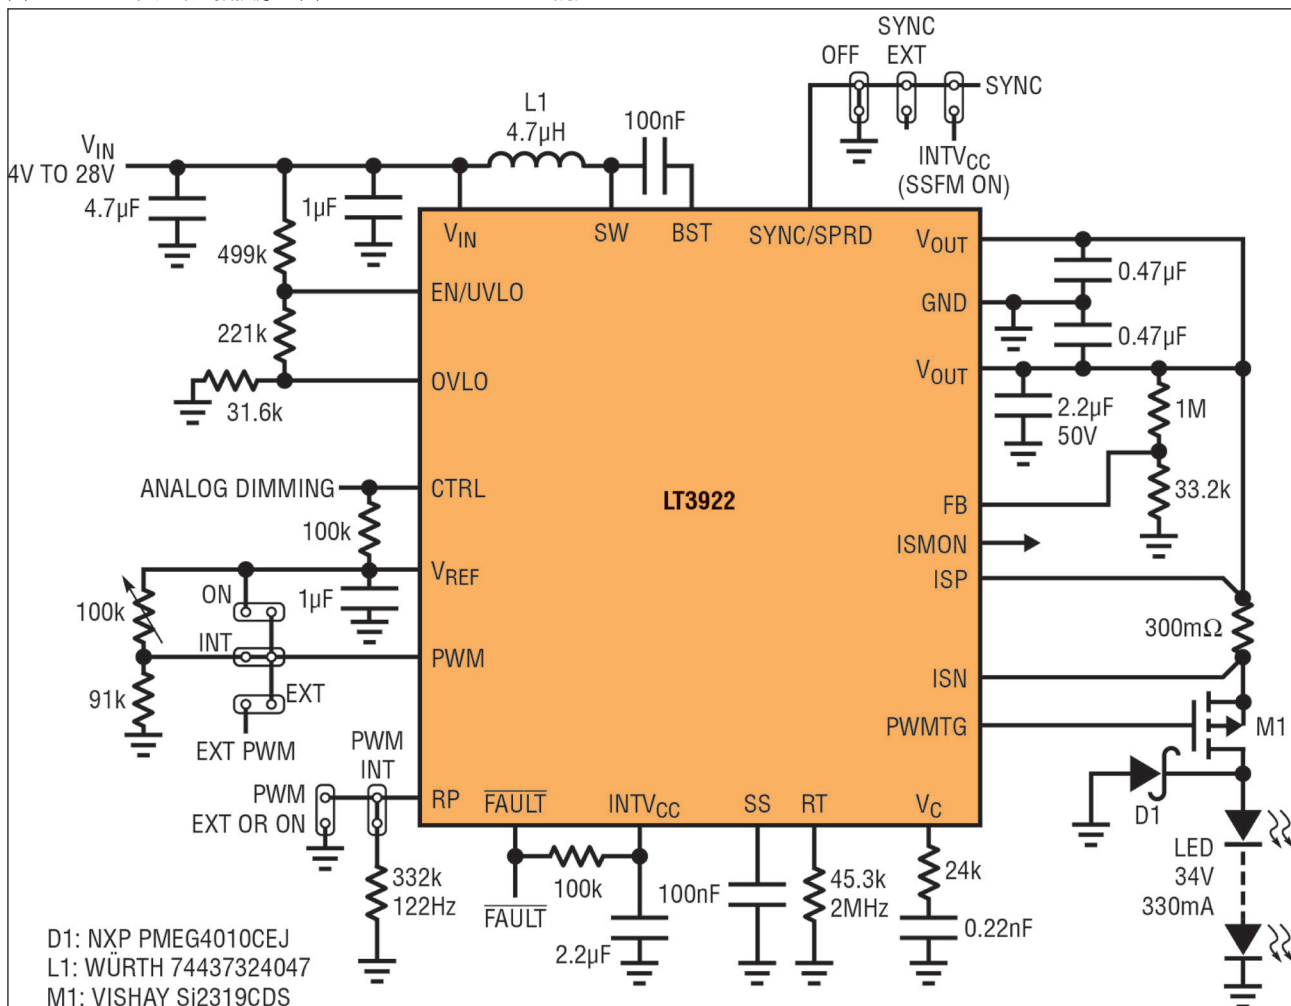 SYNC
OFF EXT
SYNC
INTVCC
(SSFM ON)
L1
4.7µH
100nF
VIN
4V TO 28V
4.7µF
1µF
499k
221k
31.6k
VIN
SW
BST
SYNC/SPRD
VOUT
0.47µF
GND
0.47µF
VOUT
2.2µF
50V
1M
33.2k
EN/UVLO
OVLO
ANALOG DIMMING
CTRL
100k
LT3922
FB
ISMON
ISP
VREF
1µF
ON
100k
INT
PWM
91k
EXT
EXT PWM
300mΩ
ISN
PWMTG
M1
D1
LED
34V
330mA
PWM
INT
PWM
EXT OR ON
RP
FAULT
INTVCC
SS
RT
VC
332k
122Hz
100k
FAULT
2.2µF
100nF
45.3k
2MHz
24k
0.22nF
D1: NXP PMEG4010CEJ
L1: WÜRTH 74437324047
M1: VISHAY Si2319CDS